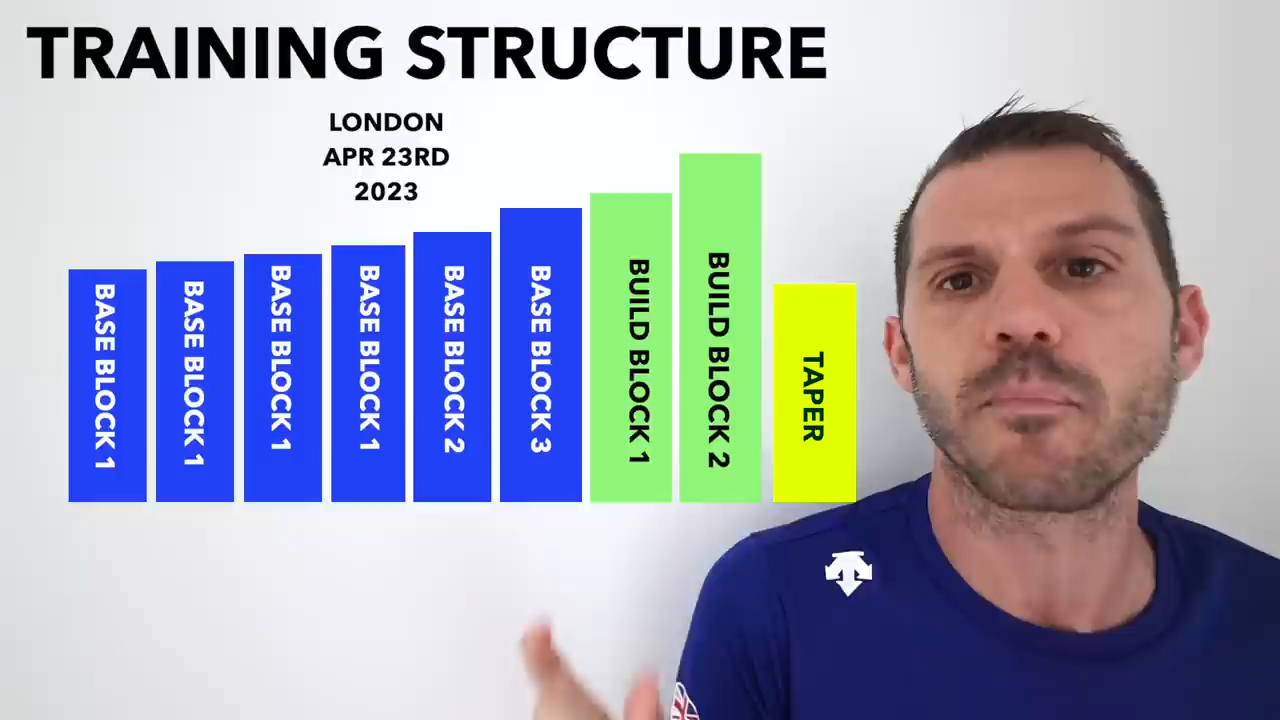 TRAINING STRUCTURE
LONDON
APR 23RD
2023
BASE BLOCK 1
BASE BLOCK 1
BASE BLOCK 1
BASE BLOCK 1
BASE BLOCK 2
BASE BLOCK 3
BUILD BLOCK 1
BUILD BLOCK 2
TAPER